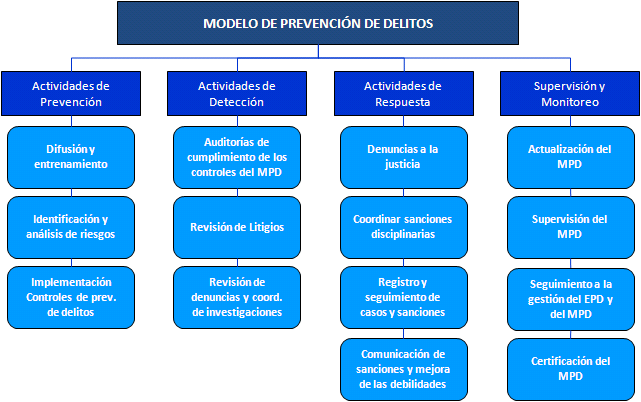 MODELO DE PREVENCIÓN DE DELITOS
Actividades de
Prevención
Difusión y
entrenamiento
Identificación y
análisis de riesgos
Implementación
Controles de prev.
de delitos
Actividades de
Detección
Auditorías de
cumplimiento de los
controles del MPD
Revisión de Litigios
Revisión de
denuncias y coord.
de investigaciones
Actividades de
Respuesta
Denuncias a la
justicia
Coordinar sanciones
disciplinarias
Registro y
seguimiento de
casos y sanciones
Comunicación de
sanciones y mejora
de las debilidades
Supervisión y
Monitoreo
Actualización del
MPD
Supervisión del
MPD
Seguimiento a la
gestión del EPD y
del MPD
Certificación del
MPD